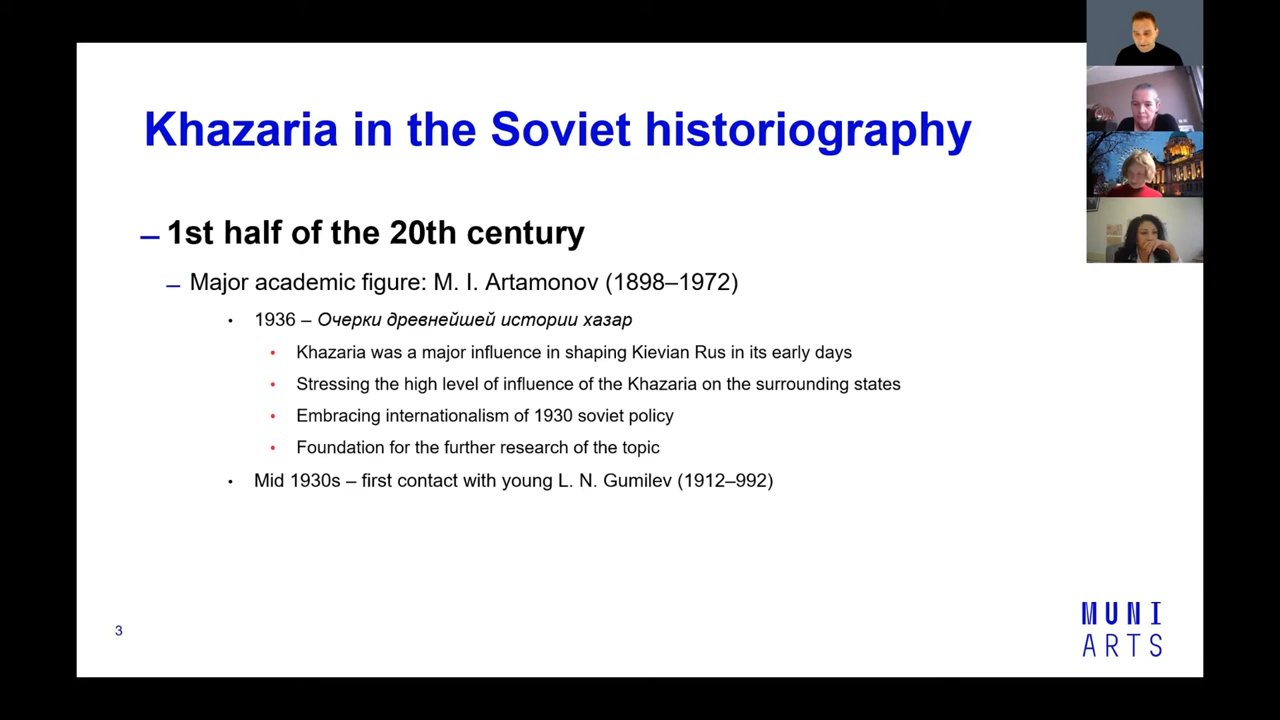 Khazaria in the Soviet historiography
– 1st half of the 20th century
– Major academic figure: M. I. Artamonov (1898–1972)
• 1936 – Очерки древнейшей истории хазар
• Khazaria was a major influence in shaping Kievian Rus in its early days
• Stressing the high level of influence of the Khazaria on the surrounding states
• Embracing internationalism of 1930 soviet policy
• Foundation for the further research of the topic
• Mid 1930s – first contact with young L. N. Gumilev (1912–992)
3
MUNI
ARTS